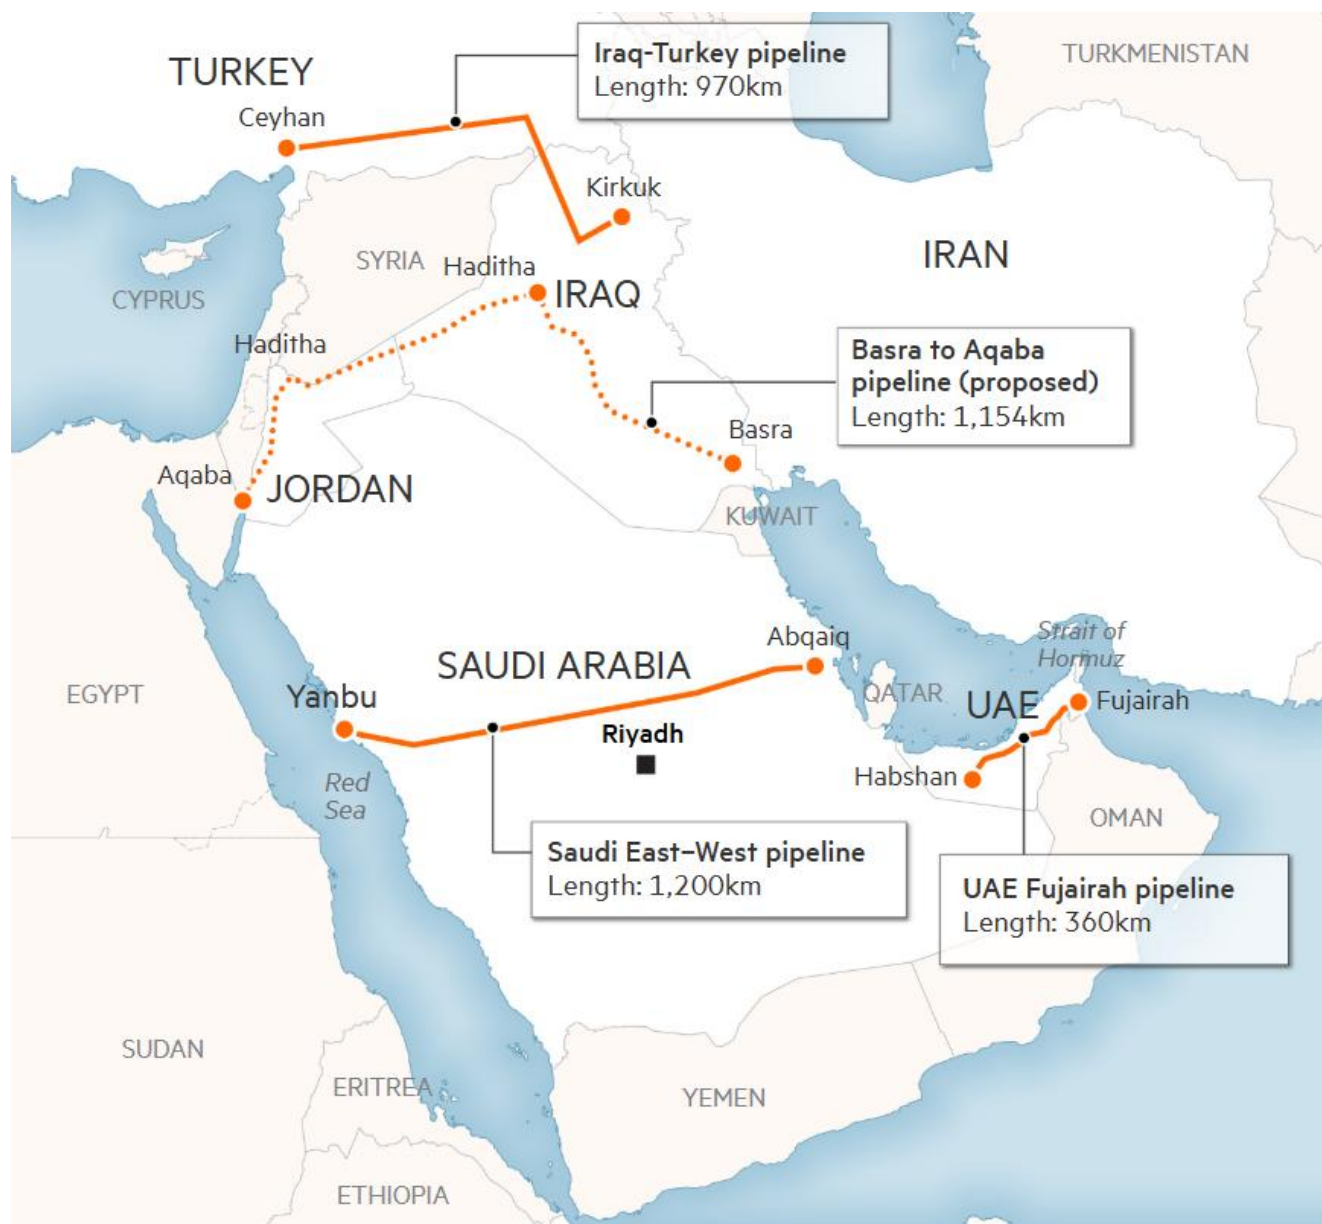 Iraq-Turkey pipeline
Length: 970km
TURKMENISTAN
TURKEY
Ceyhan
Kirkuk
IRAN
SYRIA
Haditha
IRAQ
CYPRUS
Haditha
Basra to Aqaba
pipeline (proposed)
Length: 1,154km
Basra
Aqaba
JORDAN
KUWAIT
Strait of
Hormuz
Abqaiq
SAUDI ARABIA
EGYPT
Yanbu
QATAR
UAE
Fujairah
Riyadh
Habshan
Red
Sea
OMAN
Saudi East–West pipeline
Length: 1,200km
UAE Fujairah pipeline
Length: 360km
SUDAN
ERITREA
YEMEN
ETHIOPIA